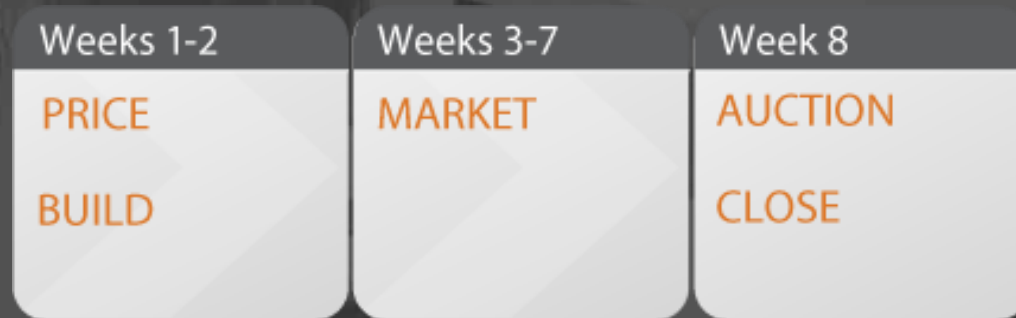 Weeks 1-2
PRICE
BUILD
Weeks 3-7
MARKET
Week 8
AUCTION
CLOSE